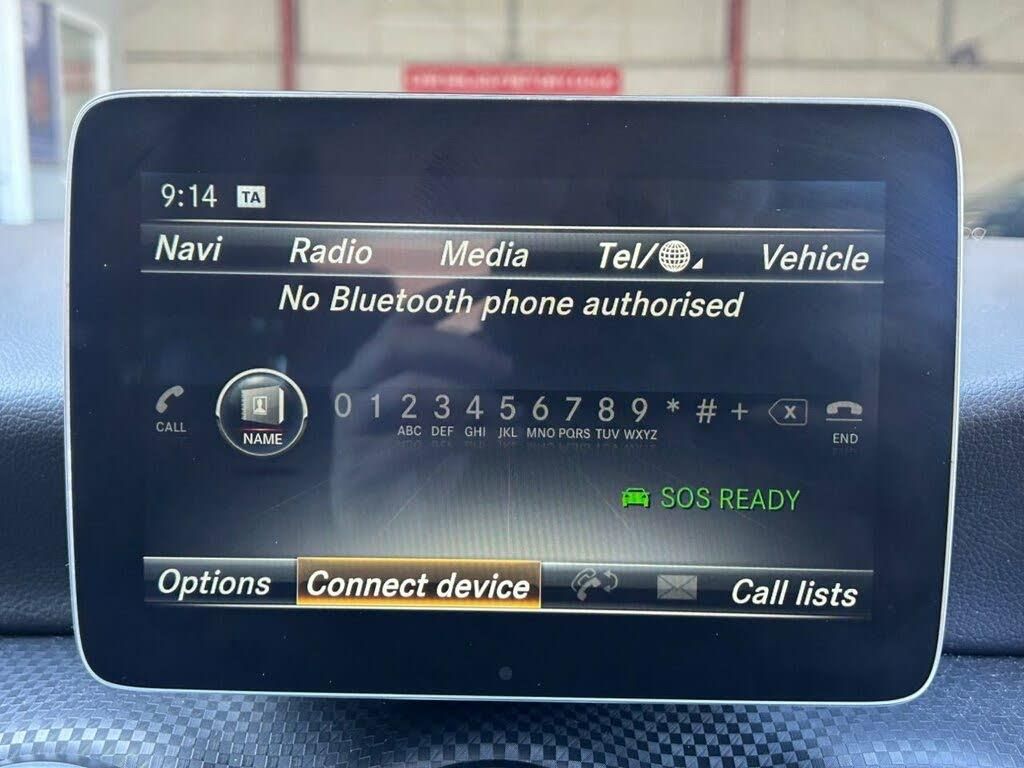 9:14 TA
Navi Radio Media Tel/ Vehicle
No Bluetooth phone authorised
CALL NAME 0 1 2 3 4 5 6 7 8 9 * # + X END
ABC DEF GHI JKL MNO PQRS TUV WXYZ
SOS READY
Options Connect device Call lists